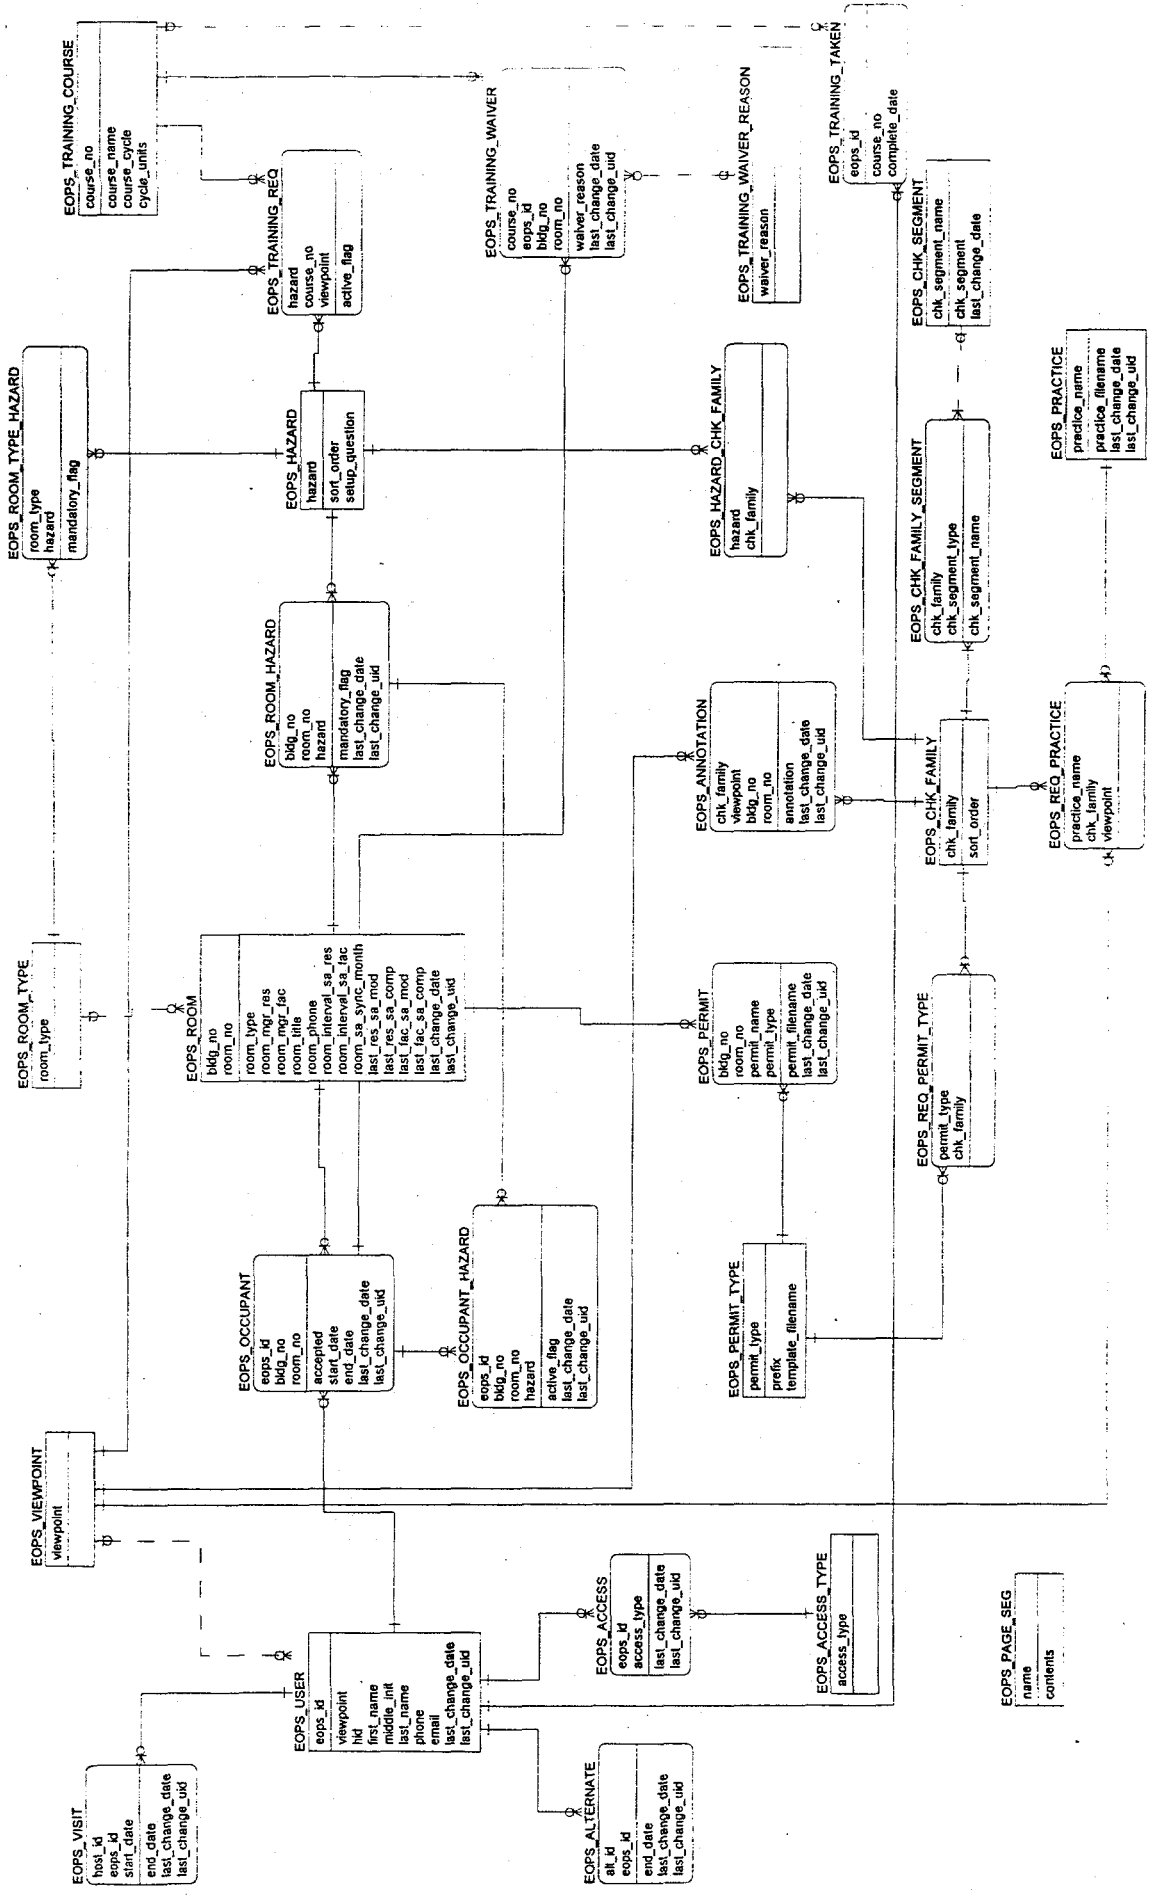 EOPS_VISIT
host_id
eops_id
start_date
end_date
last_change_date
last_change_uid
EOPS_VIEWPOINT
viewpoint
EOPS_ROOM_TYPE
room_type
EOPS_ROOM_TYPE_HAZARD
room_type
hazard
mandatory_flag
EOPS_TRAINING_COURSE
course_no
course_name
course_cycle
cycle_units
EOPS_USER
eops_id
viewpoint
hid
first_name
middle_init
last_name
phone
email
last_change_date
last_change_uid
EOPS_OCCUPANT
eops_id
bldg_no
room_no
accepted
start_date
end_date
last_change_date
last_change_uid
EOPS_ROOM
bldg_no
room_no
room_type
room_mgr_res
room_mgr_fac
room_title
room_phone
room_interval_sa_res
room_interval_sa_fac
room_sa_sync_month
last_res_sa_mod
last_res_sa_comp
last_fac_sa_mod
last_fac_sa_comp
last_change_date
last_change_uid
EOPS_ROOM_HAZARD
bldg_no
room_no
hazard
mandatory_flag
last_change_date
last_change_uid
EOPS_HAZARD
hazard
sort_order
setup_question
EOPS_TRAINING_REQ
hazard
course_no
viewpoint
active_flag
EOPS_OCCUPANT_HAZARD
eops_id
bldg_no
room_no
hazard
active_flag
last_change_date
last_change_uid
EOPS_TRAINING_WAIVER
course_no
eops_id
bldg_no
room_no
waiver_reason
last_change_date
last_change_uid
EOPS_ALTERNATE
alt_id
eops_id
end_date
last_change_date
last_change_uid
EOPS_ACCESS
eops_id
access_type
last_change_date
last_change_uid
EOPS_PERMIT_TYPE
permit_type
prefix
template_filename
EOPS_PERMIT
bldg_no
room_no
permit_name
permit_type
permit_filename
last_change_date
last_change_uid
EOPS_ANNOTATION
chk_family
viewpoint
bldg_no
room_no
annotation
last_change_date
last_change_uid
EOPS_HAZARD_CHK_FAMILY
hazard
chk_family
EOPS_TRAINING_WAIVER_REASON
waiver_reason
EOPS_TRAINING_TAKEN
eops_id
course_no
complete_date
EOPS_ACCESS_TYPE
access_type
EOPS_REQ_PERMIT_TYPE
permit_type
chk_family
EOPS_CHK_FAMILY
chk_family
sort_order
EOPS_CHK_FAMILY_SEGMENT
chk_family
chk_segment_type
chk_segment_name
EOPS_CHK_SEGMENT
chk_segment_name
chk_segment
last_change_date
EOPS_PAGE_SEG
name
contents
EOPS_REQ_PRACTICE
practice_name
chk_family
viewpoint
EOPS_PRACTICE
practice_name
practice_filename
last_change_date
last_change_uid